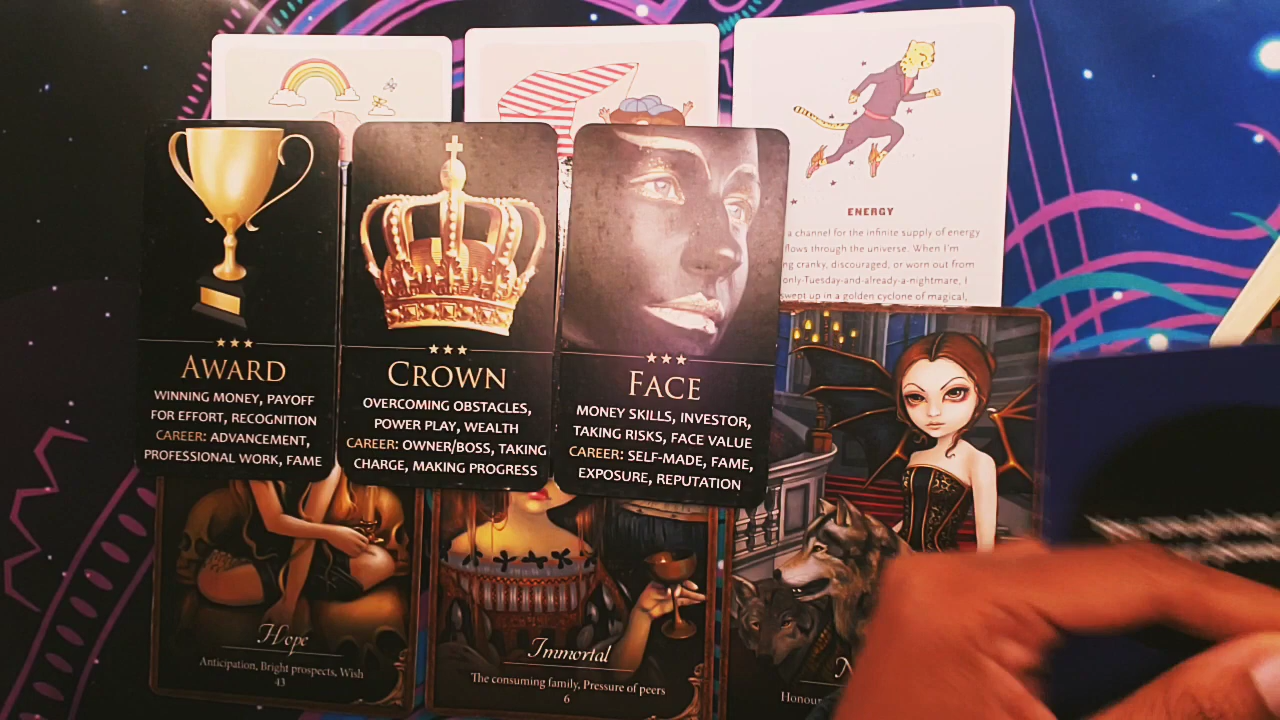 ENERGY
a channel for the infinite supply of energy
flows through the universe. When I'm
cranky, discouraged, or worn out from
only-Tuesday-and-already-a-nightmare, I
swept up in a golden cyclone of magical,
AWARD
WINNING MONEY, PAYOFF
FOR EFFORT, RECOGNITION
CAREER: ADVANCEMENT,
PROFESSIONAL WORK, FAME
CROWN
OVERCOMING OBSTACLES,
POWER PLAY, WEALTH
CAREER: OWNER/BOSS, TAKING
CHARGE, MAKING PROGRESS
FACE
MONEY SKILLS, INVESTOR,
TAKING RISKS, FACE VALUE
CAREER: SELF-MADE, FAME,
EXPOSURE, REPUTATION
Hope
Anticipation, Bright prospects, Wish
43
Immortal
The consuming family, Pressure of peers
6